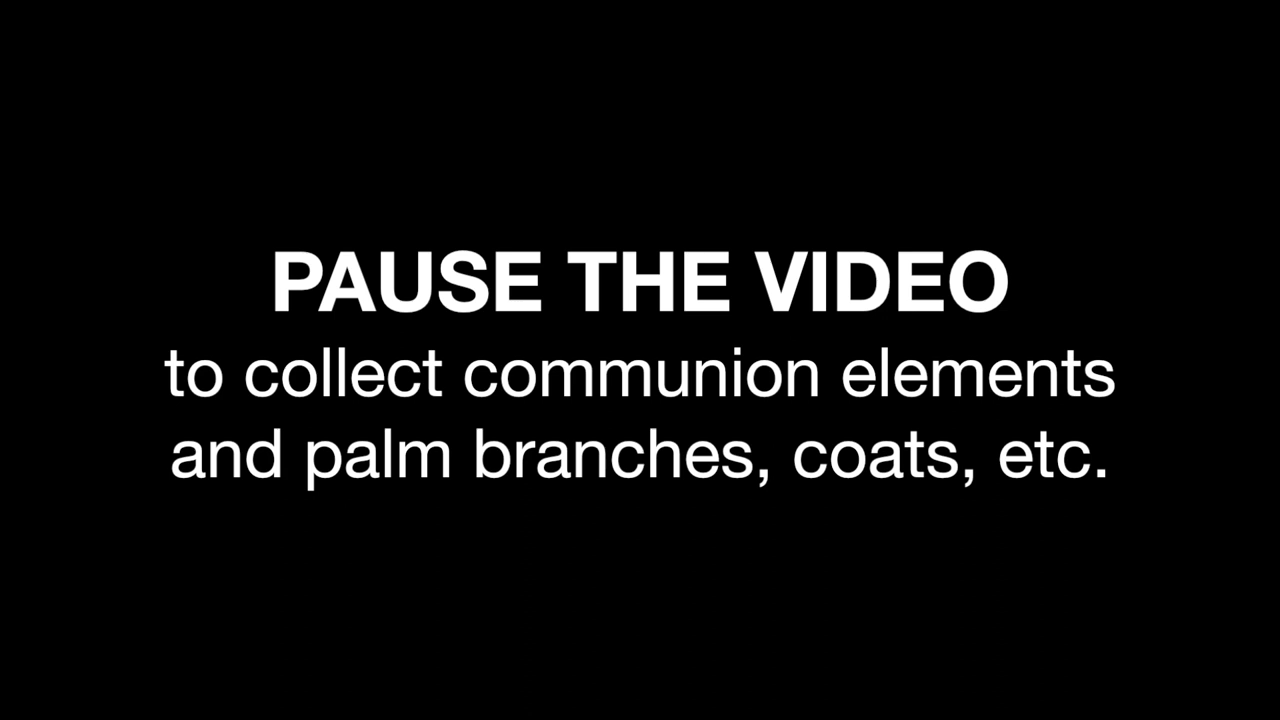 PAUSE THE VIDEO
to collect communion elements
and palm branches, coats, etc.